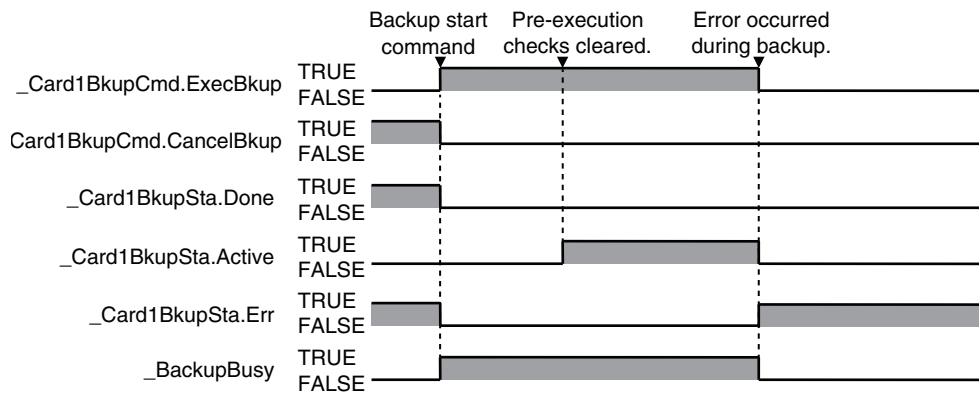 Backup start
command
Pre-execution
checks cleared.
Error occurred
during backup.
_Card1BkupCmd.ExecBkup
TRUE
FALSE
Card1BkupCmd.CancelBkup
TRUE
FALSE
_Card1BkupSta.Done
TRUE
FALSE
_Card1BkupSta.Active
TRUE
FALSE
_Card1BkupSta.Err
TRUE
FALSE
_BackupBusy
TRUE
FALSE